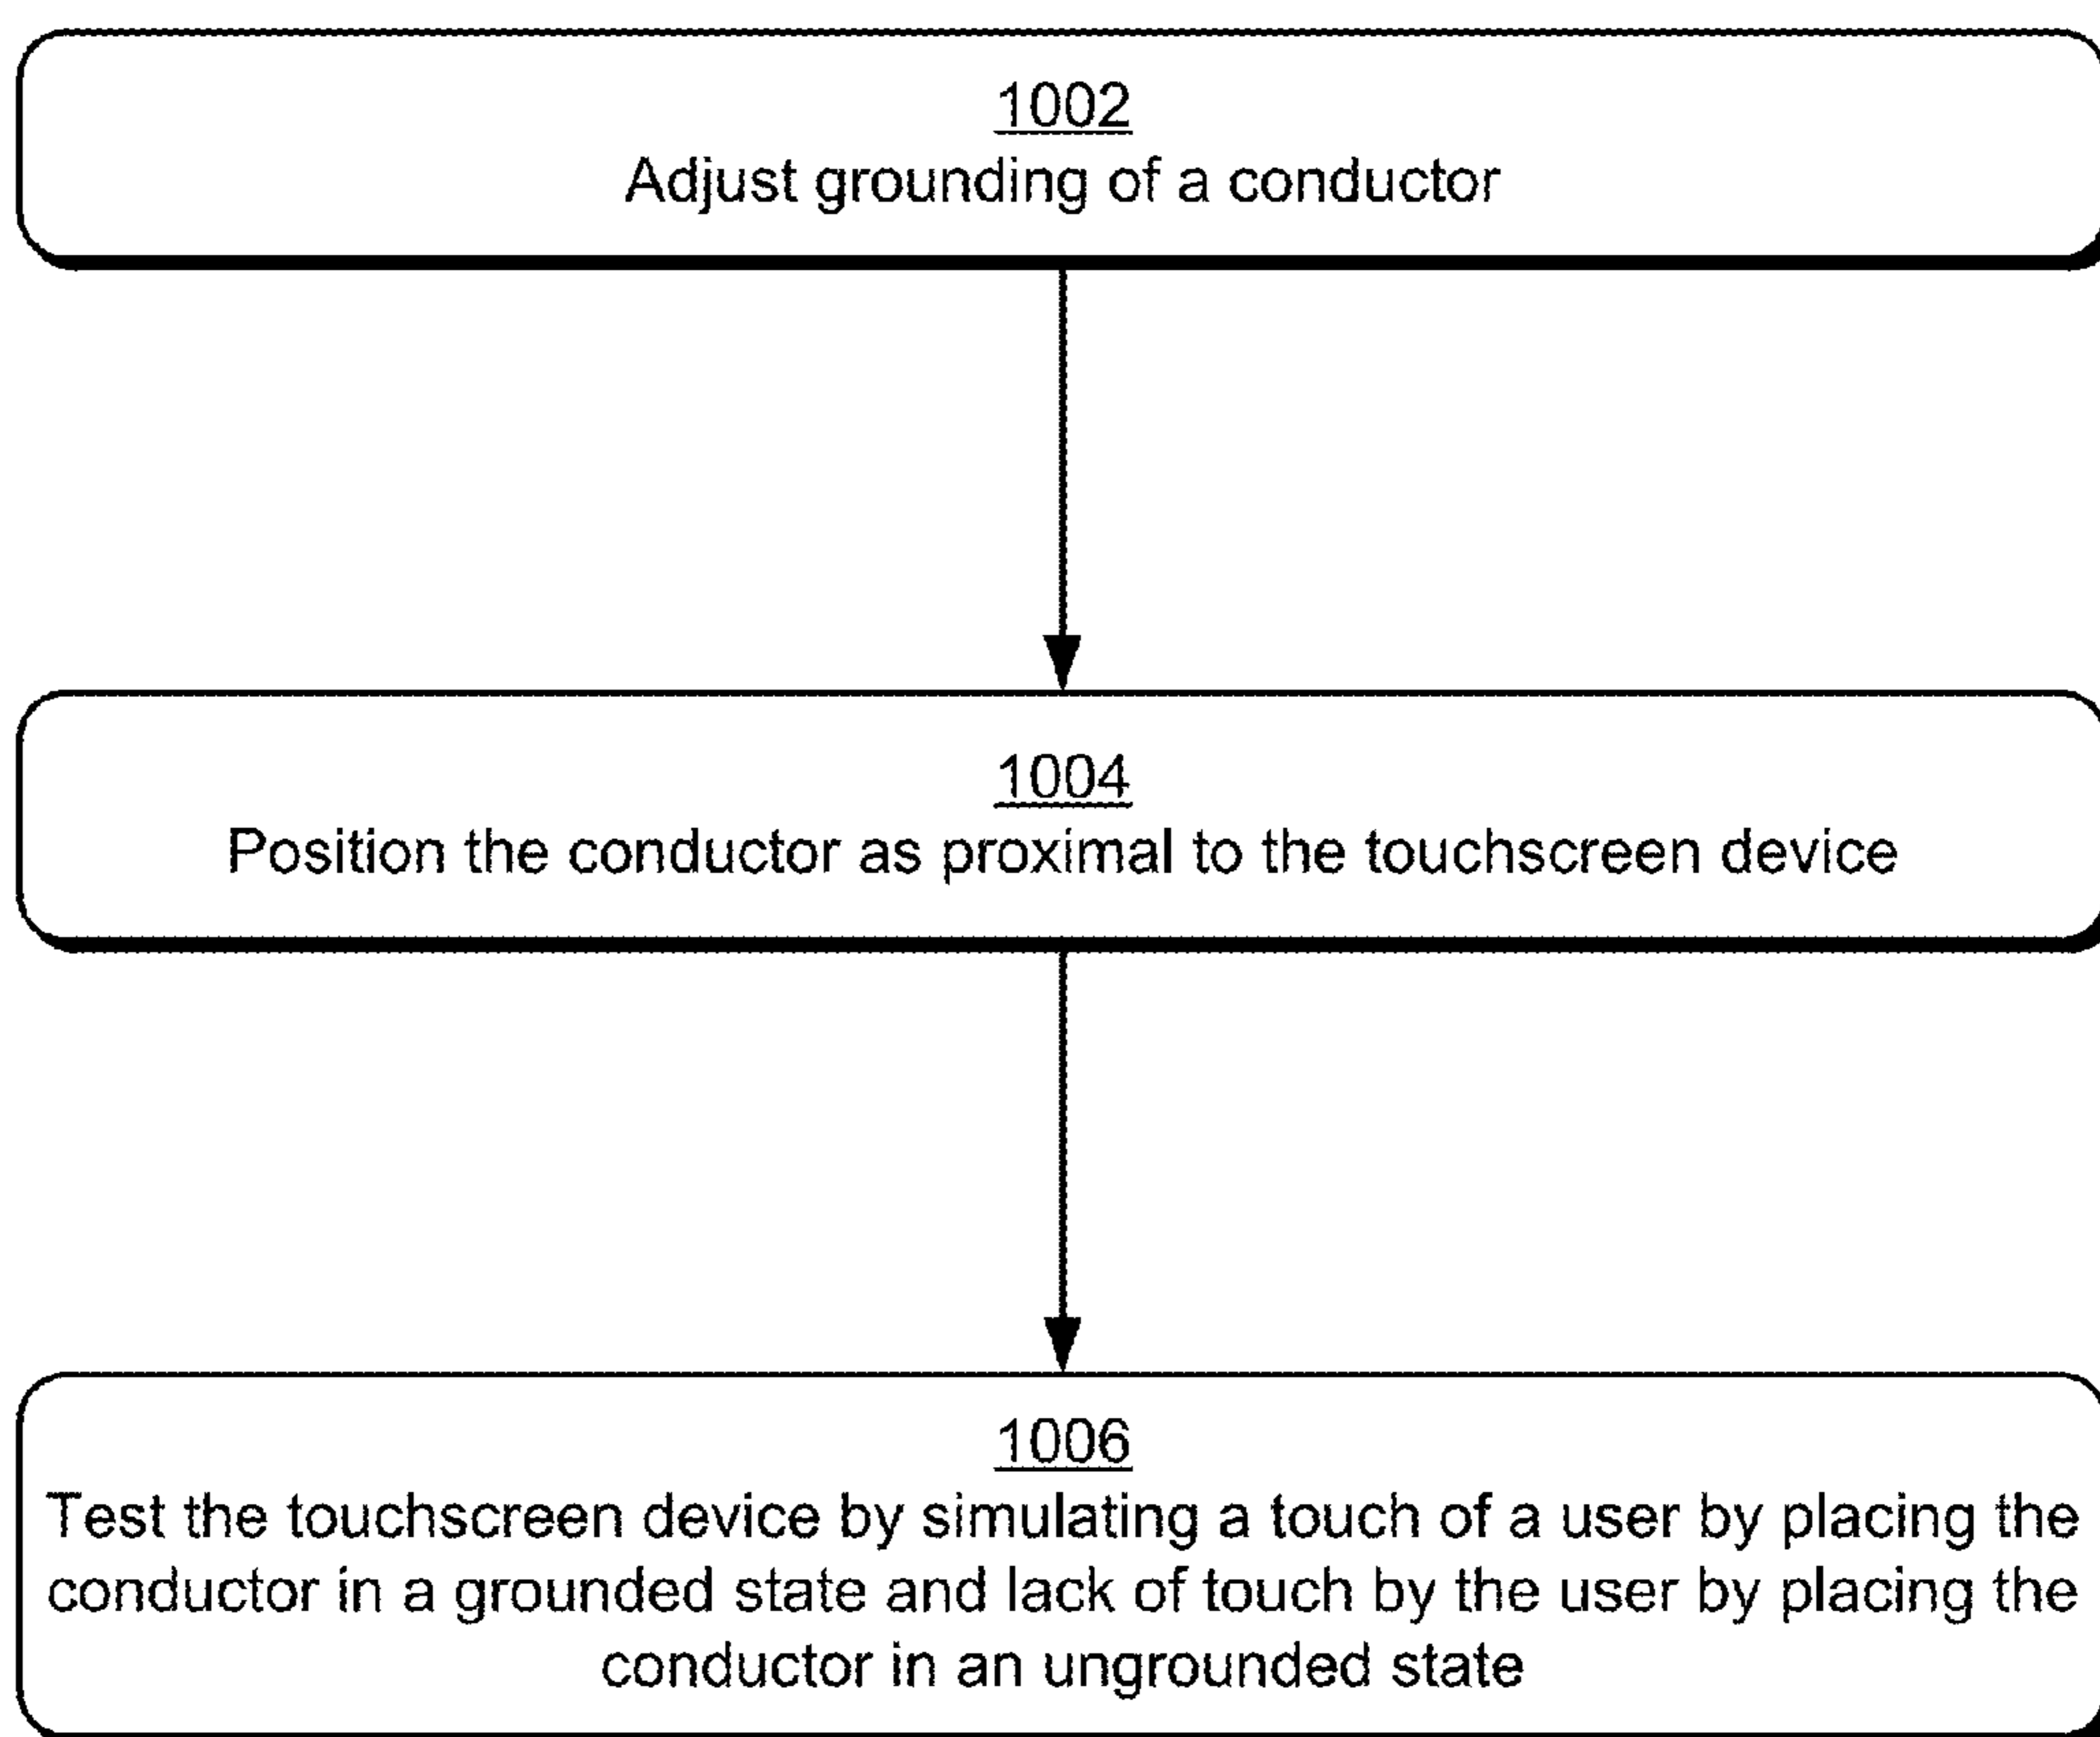 1002
Adjust grounding of a conductor
1004
Position the conductor as proximal to the touchscreen device
1006
Test the touchscreen device by simulating a touch of a user by placing the
conductor in a grounded state and lack of touch by the user by placing the
conductor in an ungrounded state